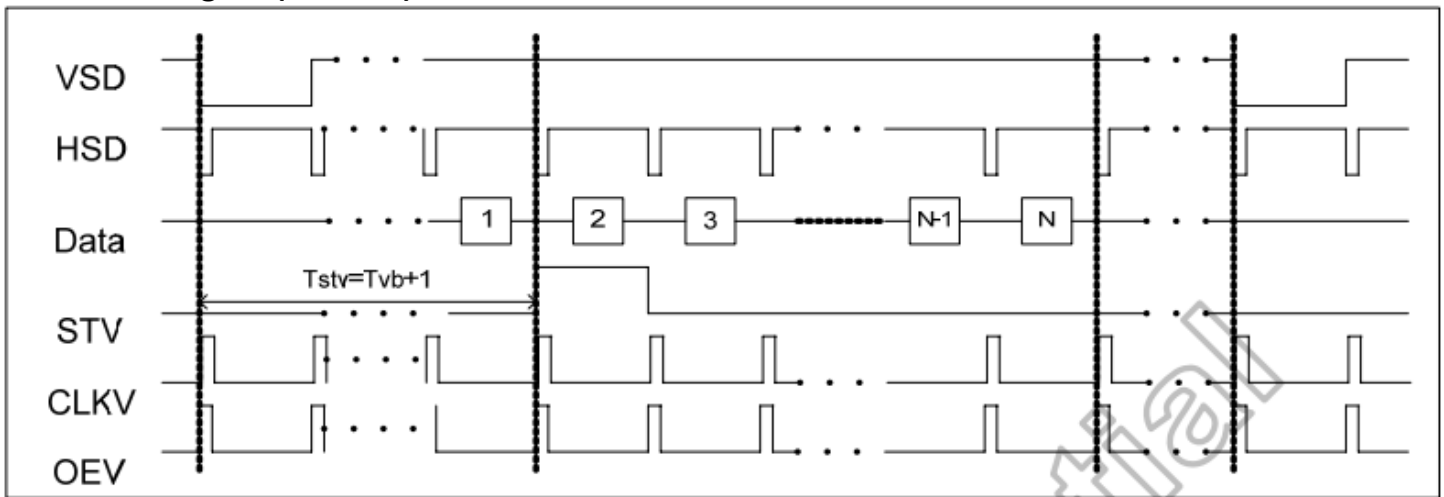 VSD
HSD
Data
1
2
3
N-1
N
Tstv=Tvb+1
STV
CLKV
OEV